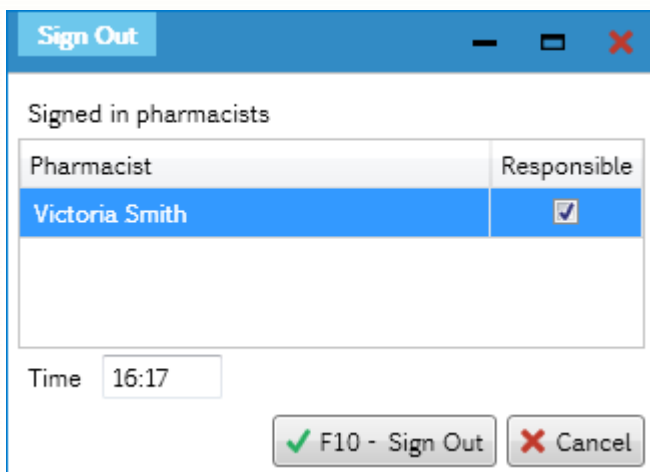 Sign Out
Signed in pharmacists
Pharmacist Responsible
Victoria Smith
Time 16:17
F10 - Sign Out Cancel